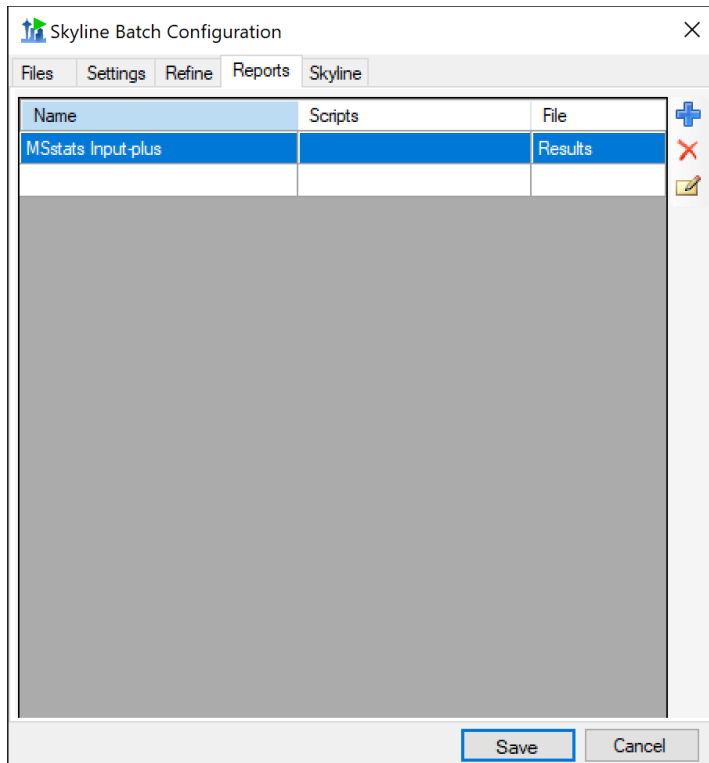 Skyline Batch Configuration
Files Settings Refine Reports Skyline
Name Scripts File
MSstats Input-plus Results
Save Cancel